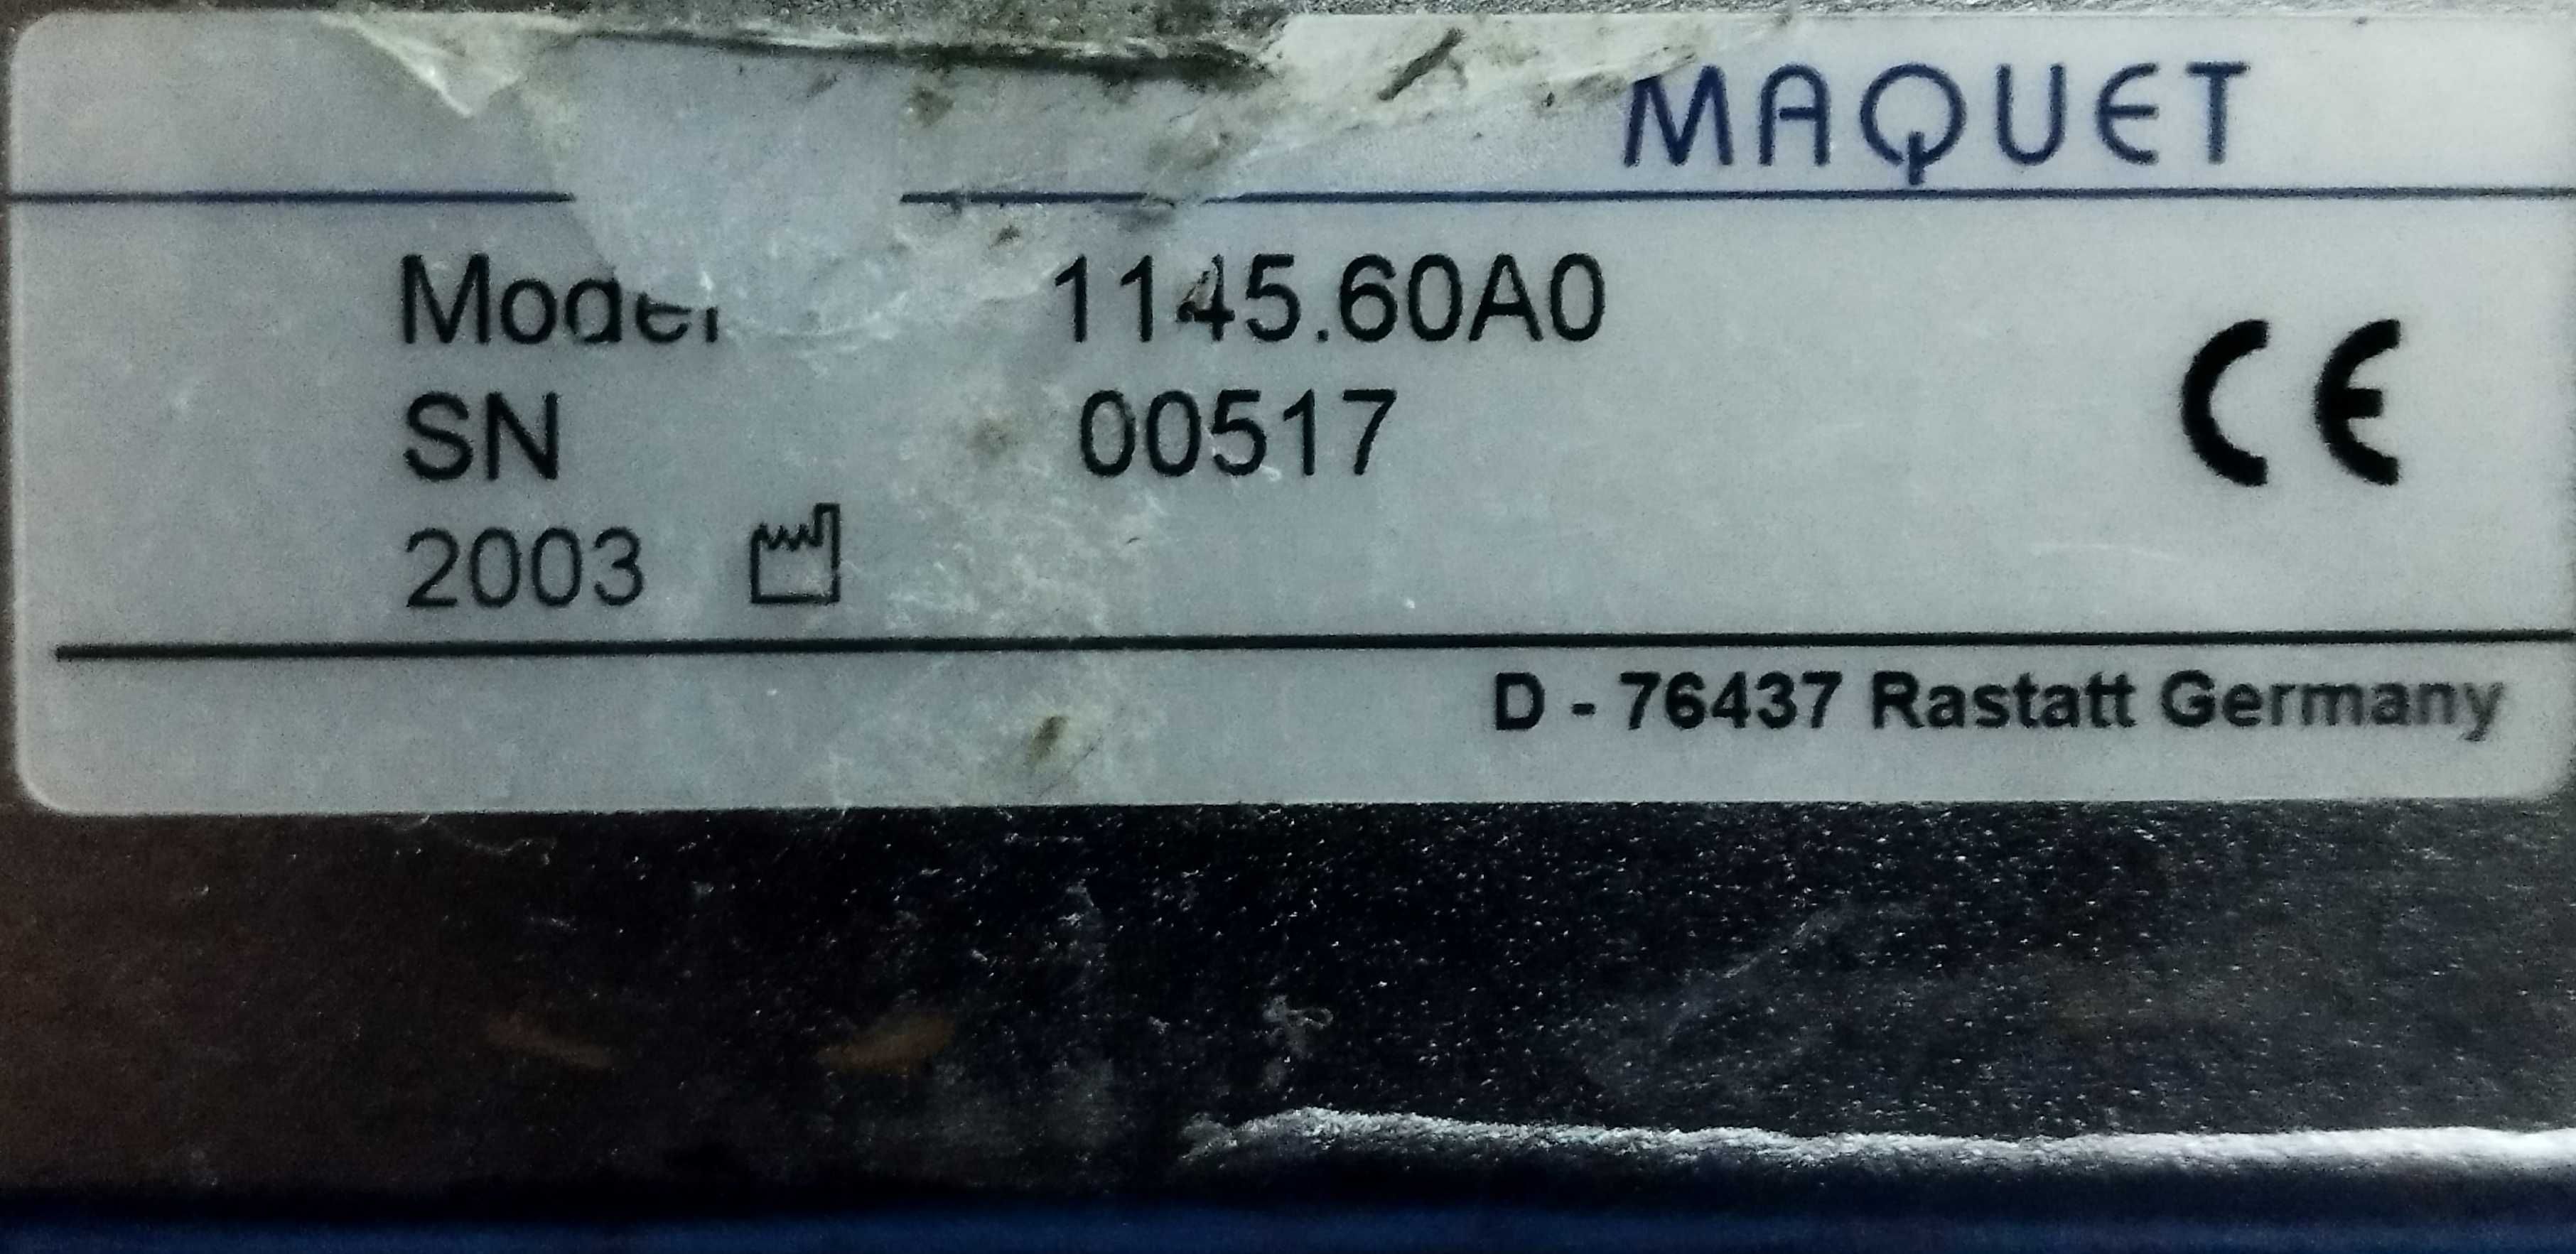 MAQUET
Model 1145.60A0
SN 00517
2003
CE
D - 76437 Rastatt Germany